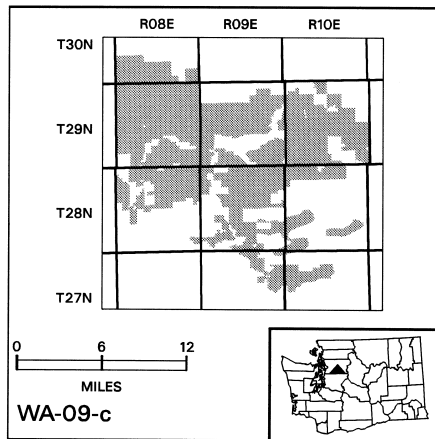 R08E R09E R10E
T30N
T29N
T28N
T27N
0 6 12
MILES
WA-09-c